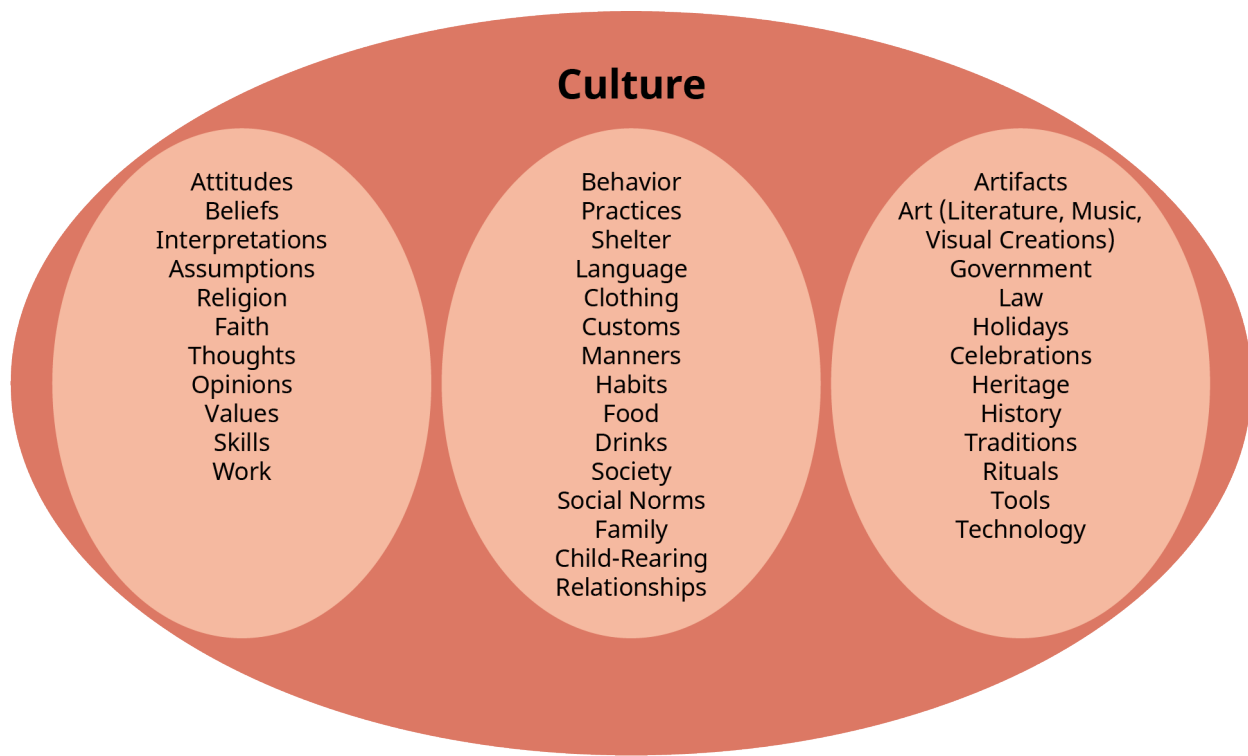 Culture
Attitudes
Beliefs
Interpretations
Assumptions
Religion
Faith
Thoughts
Opinions
Values
Skills
Work
Behavior
Practices
Shelter
Language
Clothing
Customs
Manners
Habits
Food
Drinks
Society
Social Norms
Family
Child-Rearing
Relationships
Artifacts
Art (Literature, Music,
Visual Creations)
Government
Law
Holidays
Celebrations
Heritage
History
Traditions
Rituals
Tools
Technology